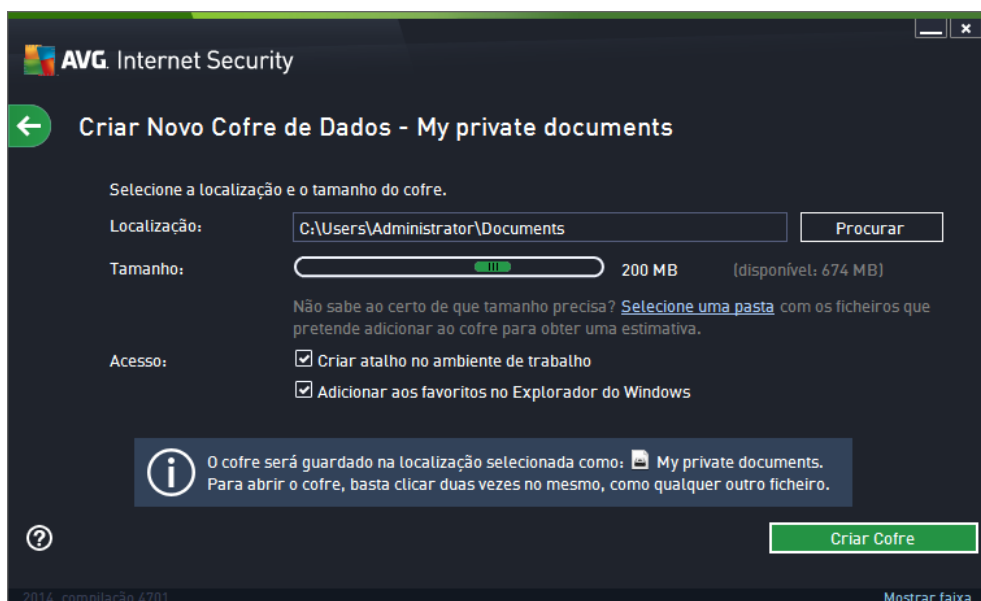 AVG. Internet Security
Criar Novo Cofre de Dados - My private documents
Selecione a localização e o tamanho do cofre.
Localização:
C:\Users\Administrator\Documents
Procurar
Tamanho:
200 MB
(disponível: 674 MB)
Não sabe ao certo de que tamanho precisa? Selecione uma pasta com os ficheiros que
pretende adicionar ao cofre para obter uma estimativa.
Acesso:
Criar atalho no ambiente de trabalho
Adicionar aos favoritos no Explorador do Windows
O cofre será guardado na localização selecionada como: My private documents.
Para abrir o cofre, basta clicar duas vezes no mesmo, como qualquer outro ficheiro.
Criar Cofre
2014 compilação 4701
Mostrar faixa